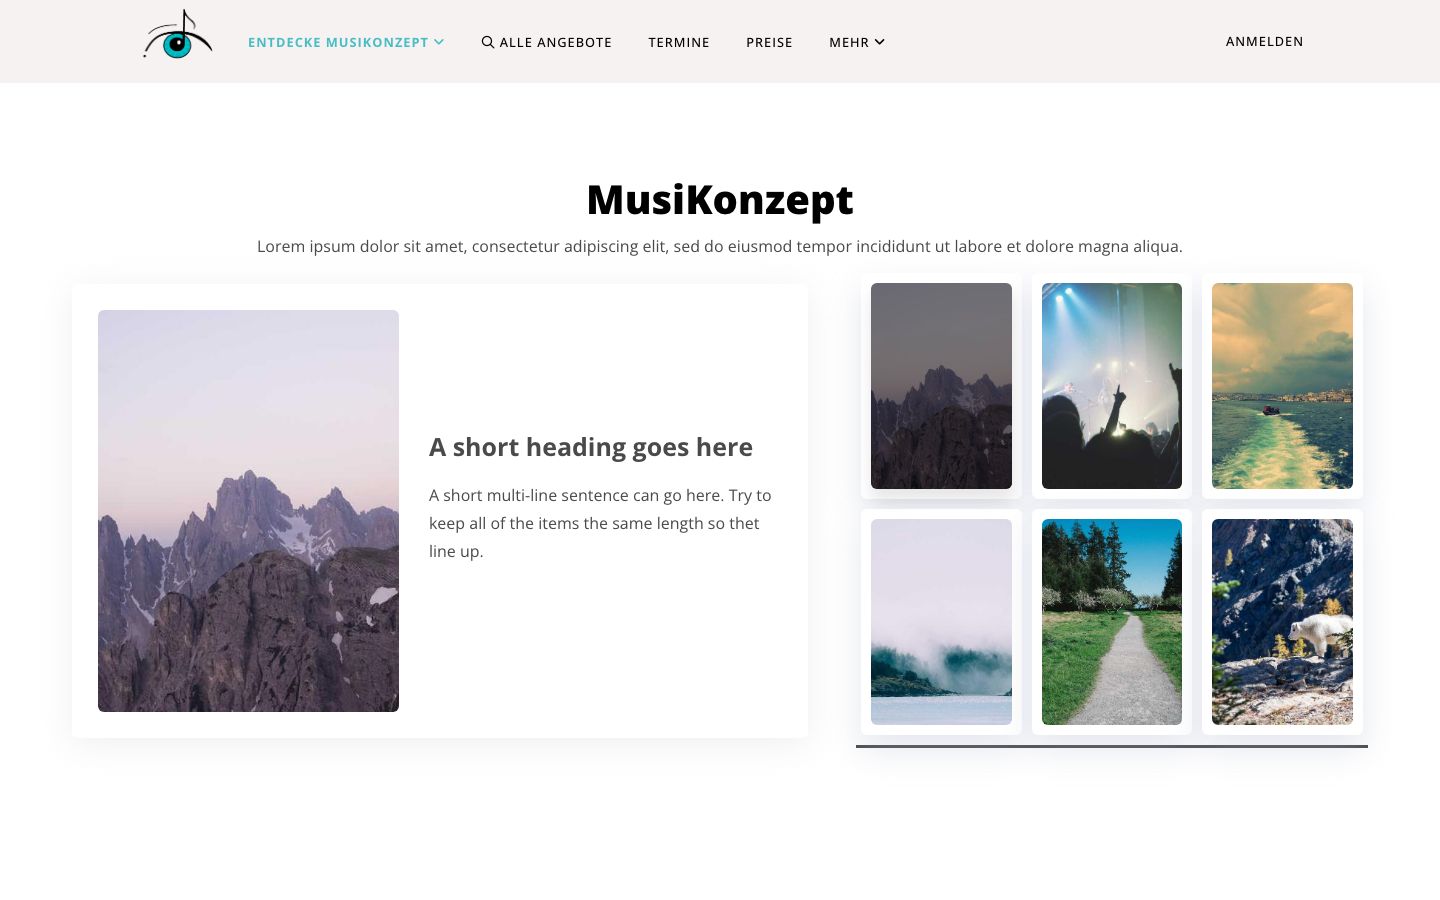 ENTDECKE MUSIKONZEPT
ALLE ANGEBOTE
TERMINE
PREISE
MEHR
ANMELDEN
MusiKonzept
Lorem ipsum dolor sit amet, consectetur adipiscing elit, sed do eiusmod tempor incididunt ut labore et dolore magna aliqua.
A short heading goes here
A short multi-line sentence can go here. Try to
keep all of the items the same length so thet
line up.